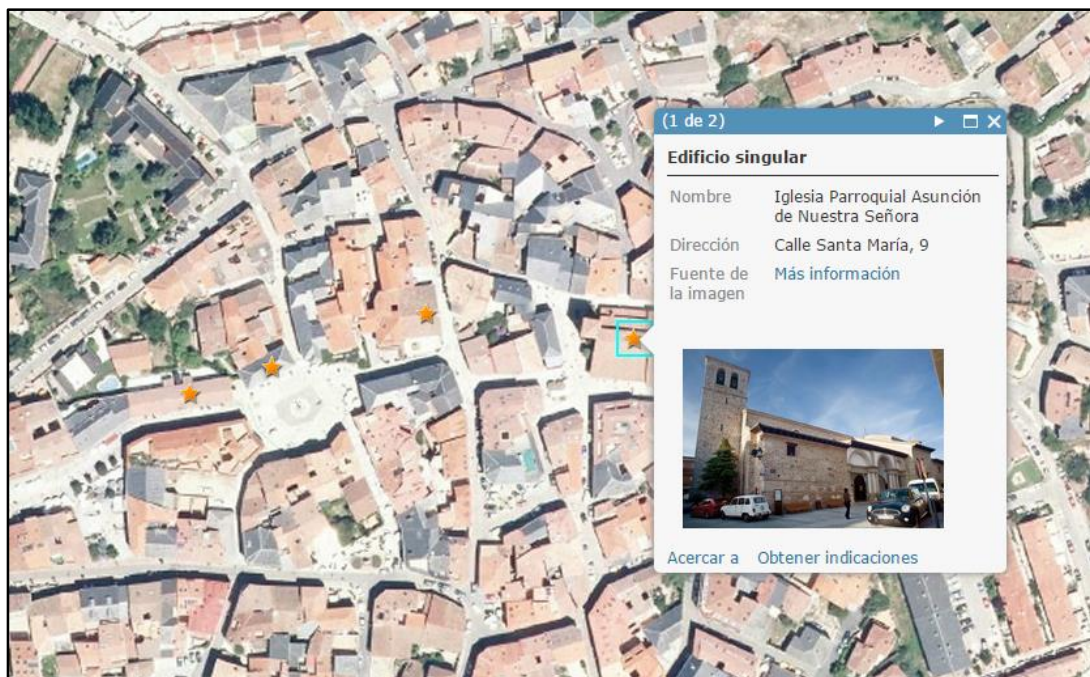 (1 de 2)
Edificio singular
Nombre Iglesia Parroquial Asunción
de Nuestra Señora
Dirección Calle Santa María, 9
Fuente de Más información
la imagen
Acercar a Obtener indicaciones